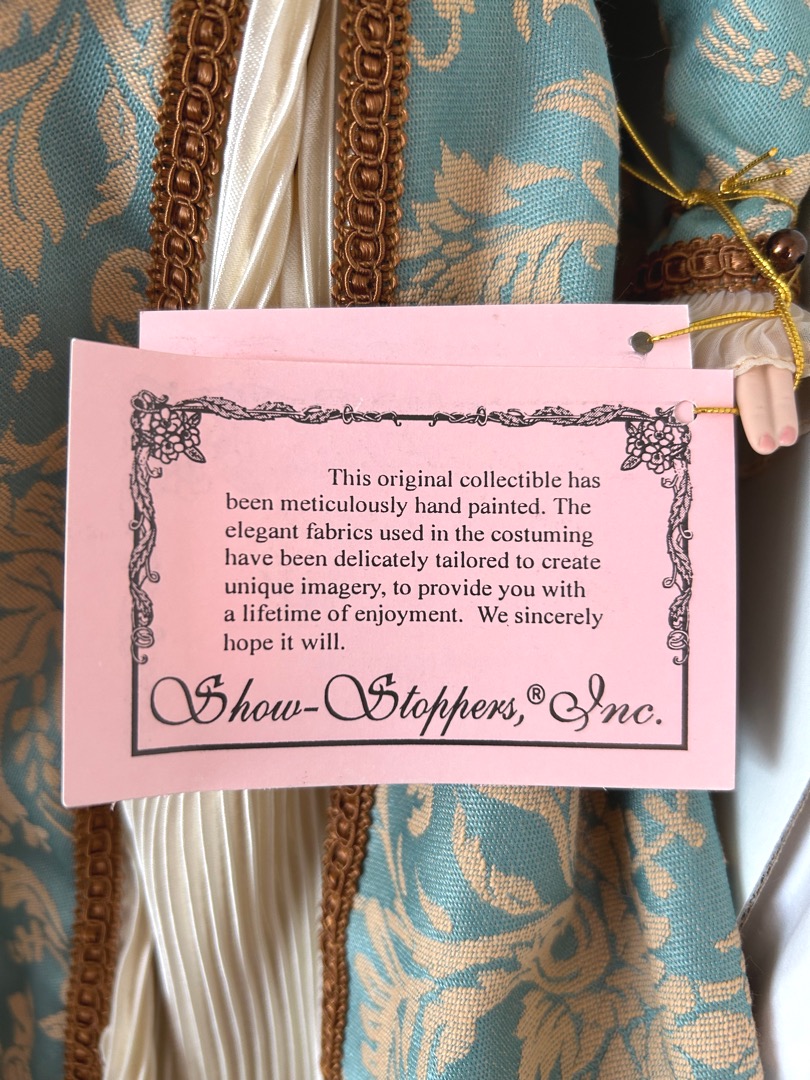 This original collectible has
been meticulously hand painted. The
elegant fabrics used in the costuming
have been delicately tailored to create
unique imagery, to provide you with
a lifetime of enjoyment. We sincerely
hope it will.
Show-Stoppers,® Inc.